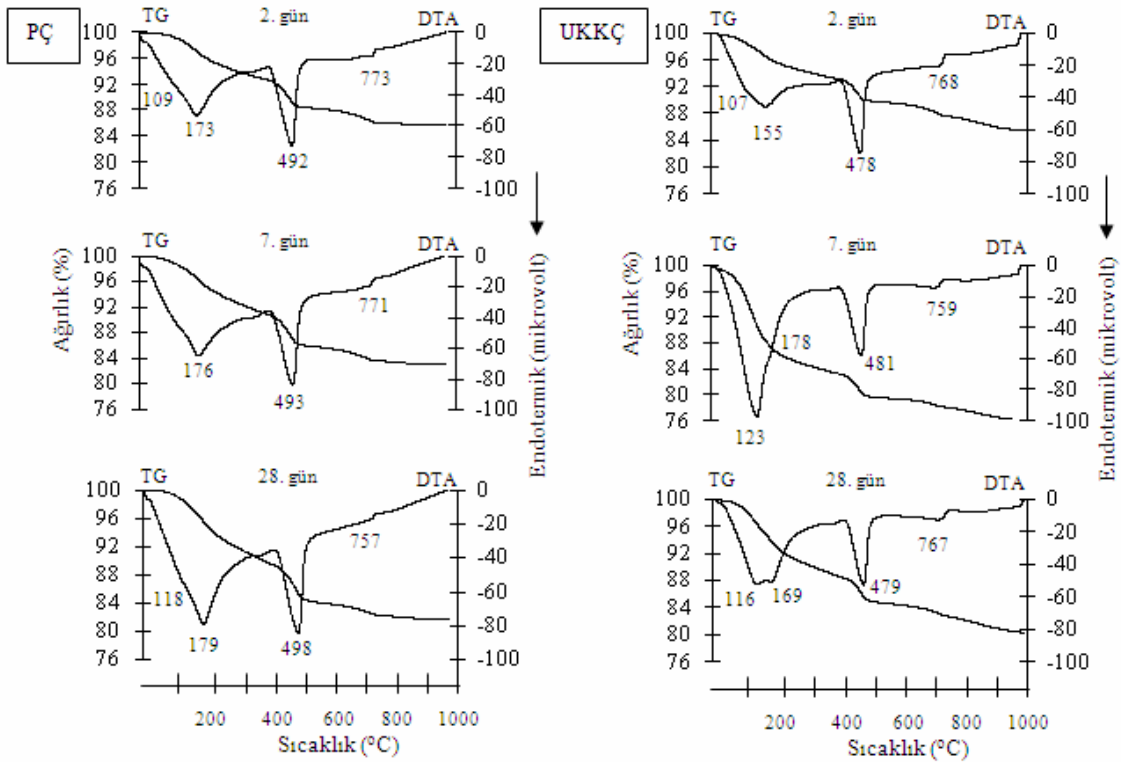 PÇ
TG 2. gün DTA
100 96 92 88 84 80 76
0 -20 -40 -60 -80 -100
109 173 492 773
TG 7. gün DTA
100 96 92 88 84 80 76
0 -20 -40 -60 -80 -100
176 493 771
TG 28. gün DTA
100 96 92 88 84 80 76
0 -20 -40 -60 -80 -100
118 179 498 757
Ağırlık (%)
Endotermik (mikrovolt)
200 400 600 800 1000
Sıcaklık (°C)
UKKÇ
TG 2. gün DTA
100 96 92 88 84 80 76
0 -20 -40 -60 -80 -100
107 155 478 768
TG 7. gün DTA
100 96 92 88 84 80 76
0 -20 -40 -60 -80 -100
123 178 481 759
TG 28. gün DTA
100 96 92 88 84 80 76
0 -20 -40 -60 -80 -100
116 169 479 767
Ağırlık (%)
Endotermik (mikrovolt)
200 400 600 800 1000
Sıcaklık (°C)